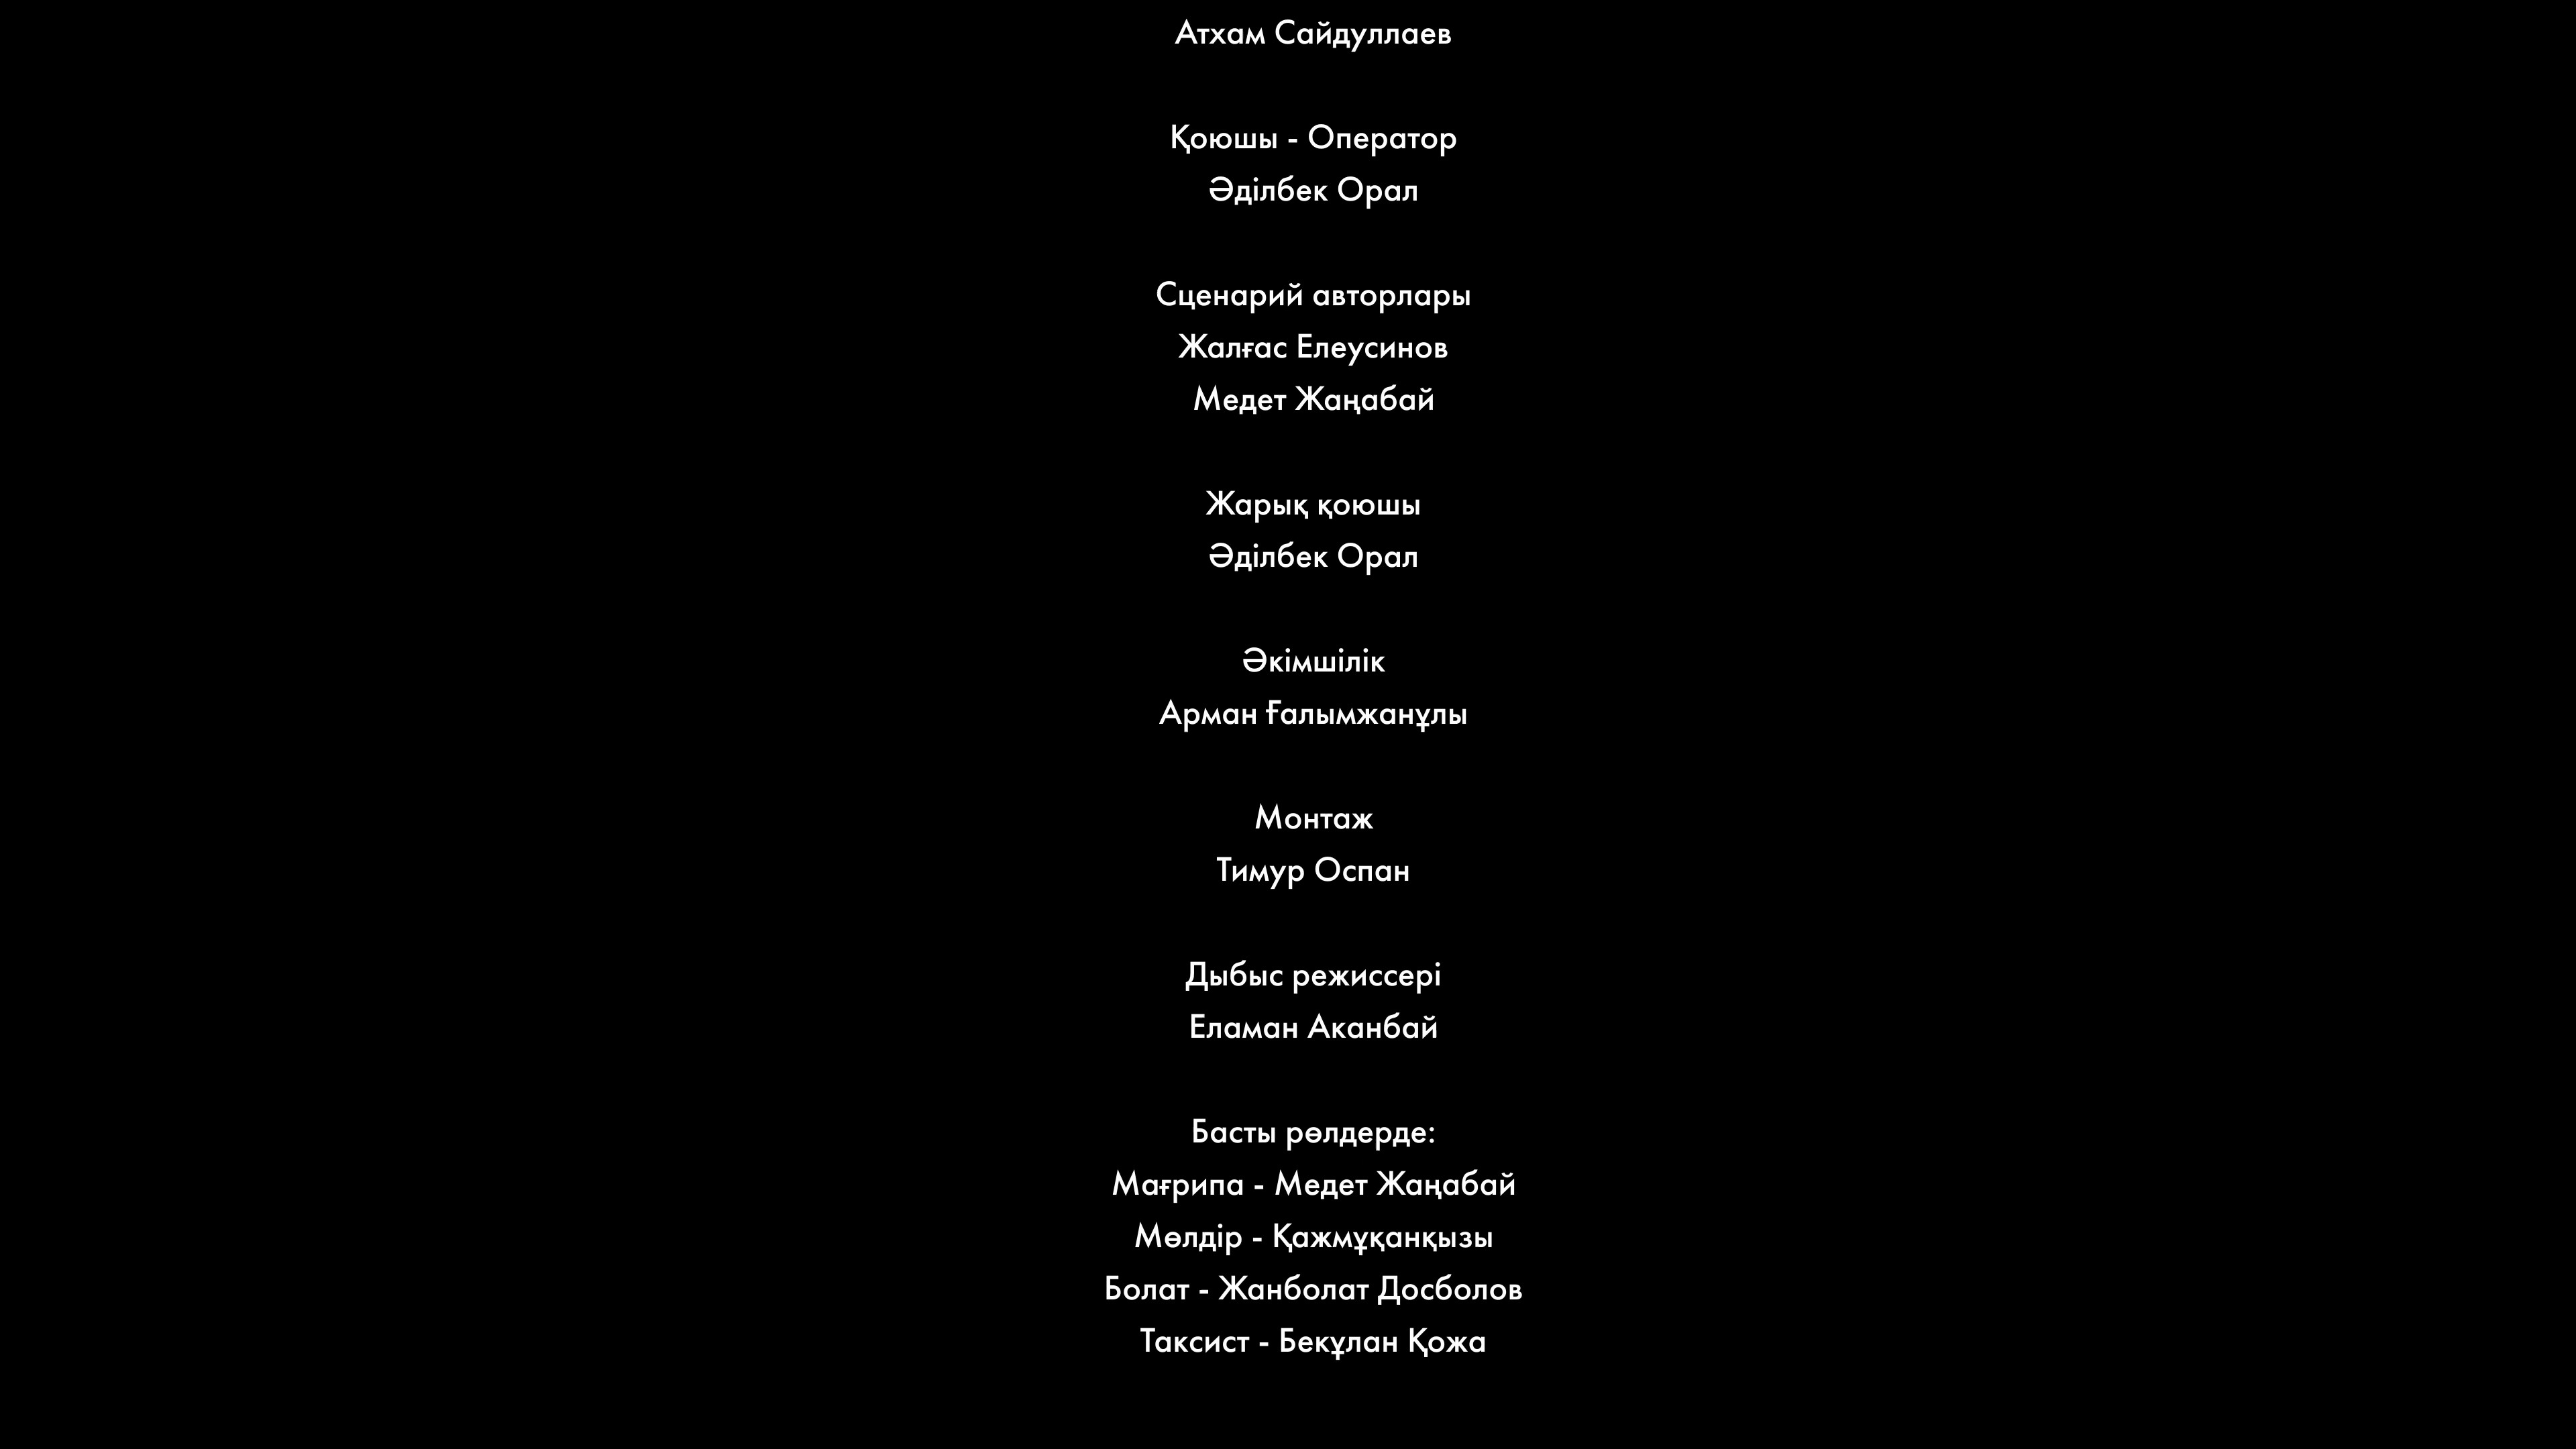 Атхам Сайдуллаев
Қоюшы - Оператор
Әділбек Орал
Сценарий авторлары
Жалғас Елеусинов
Медет Жаңабай
Жарық қоюшы
Әділбек Орал
Әкімшілік
Арман Ғалымжанұлы
Монтаж
Тимур Оспан
Дыбыс режиссері
Еламан Аканбай
Басты рөлдерде:
Мағрипа - Медет Жаңабай
Мөлдір - Қажмұқанқызы
Болат - Жанболат Досболов
Таксист - Бекұлан Қожа